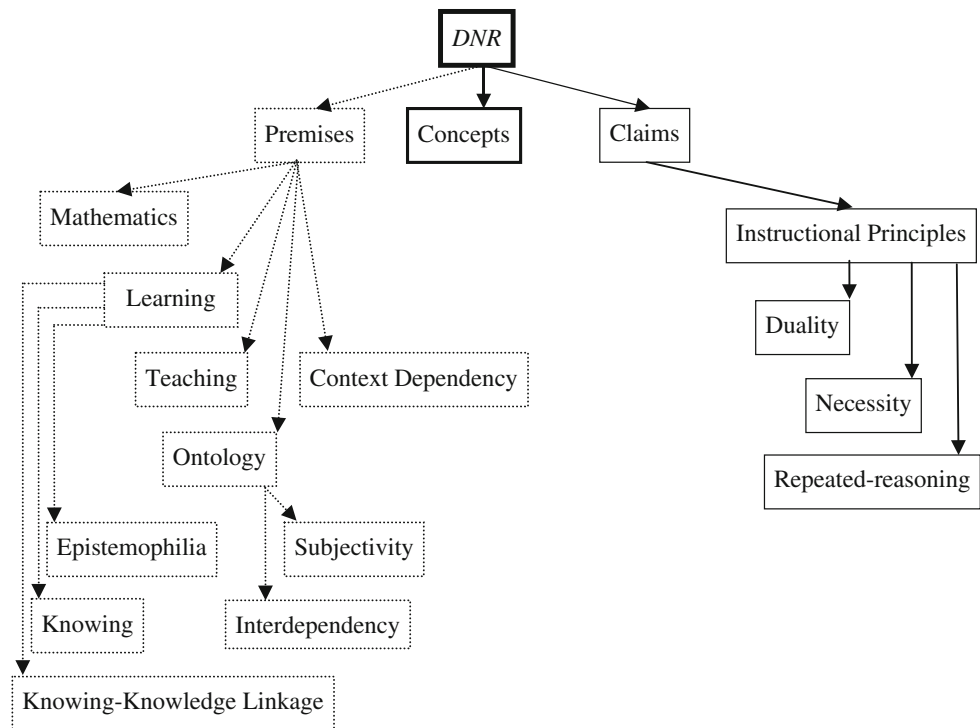 DNR
Premises
Concepts
Claims
Mathematics
Instructional Principles
Learning
Duality
Teaching
Context Dependency
Necessity
Ontology
Repeated-reasoning
Epistemophilia
Subjectivity
Knowing
Interdependency
Knowing-Knowledge Linkage